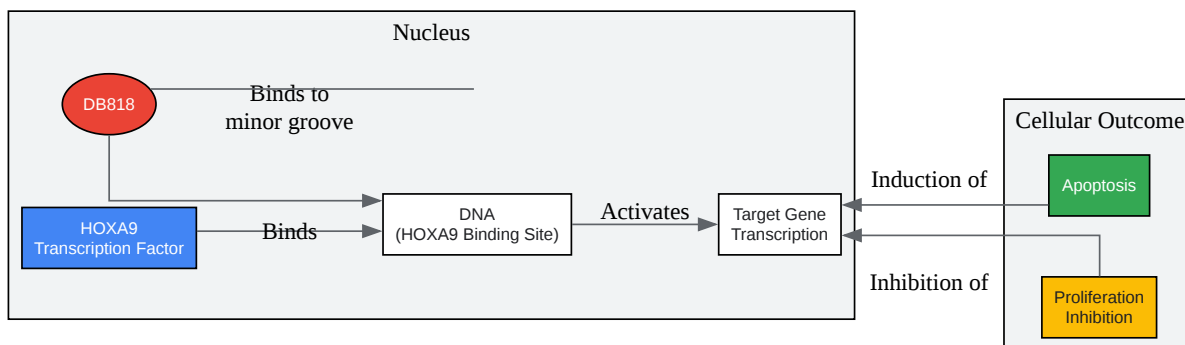 Nucleus
DB818
Binds to
minor groove
Cellular Outcome
Apoptosis
Induction of
HOXA9
Transcription Factor
Binds
DNA
(HOXA9 Binding Site)
Activates
Target Gene
Transcription
Inhibition of
Proliferation
Inhibition